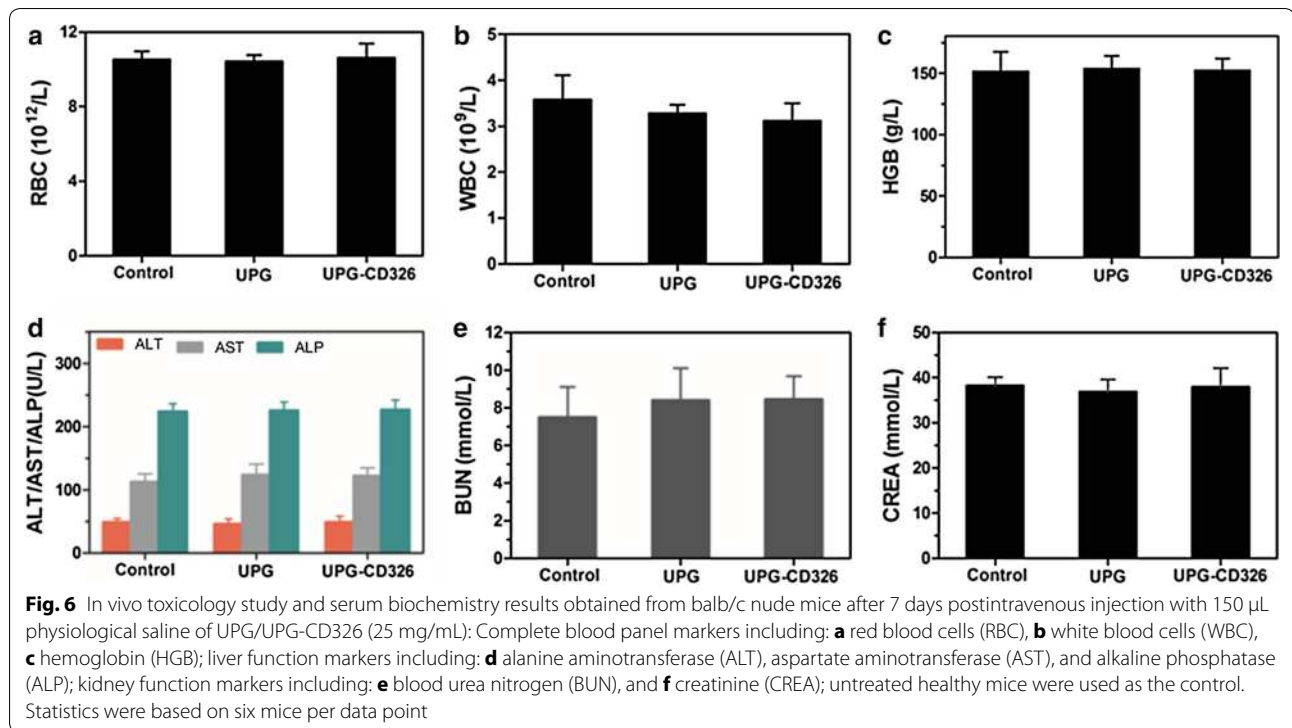 a
12
8
4
0
RBC (10¹²/L)
Control
UPG
UPG-CD326
b
5
4
3
2
1
0
WBC (10⁹/L)
Control
UPG
UPG-CD326
c
150
100
50
0
HGB (g/L)
Control
UPG
UPG-CD326
d
ALT
AST
ALP
300
200
100
0
ALT/AST/ALP(U/L)
Control
UPG
UPG-CD326
e
12
10
8
6
4
2
0
BUN (mmol/L)
Control
UPG
UPG-CD326
f
50
40
30
20
10
0
CREA (mmol/L)
Control
UPG
UPG-CD326
Fig. 6 In vivo toxicology study and serum biochemistry results obtained from balb/c nude mice after 7 days postintravenous injection with 150 µL
physiological saline of UPG/UPG-CD326 (25 mg/mL): Complete blood panel markers including: a red blood cells (RBC), b white blood cells (WBC),
c hemoglobin (HGB); liver function markers including: d alanine aminotransferase (ALT), aspartate aminotransferase (AST), and alkaline phosphatase
(ALP); kidney function markers including: e blood urea nitrogen (BUN), and f creatinine (CREA); untreated healthy mice were used as the control.
Statistics were based on six mice per data point